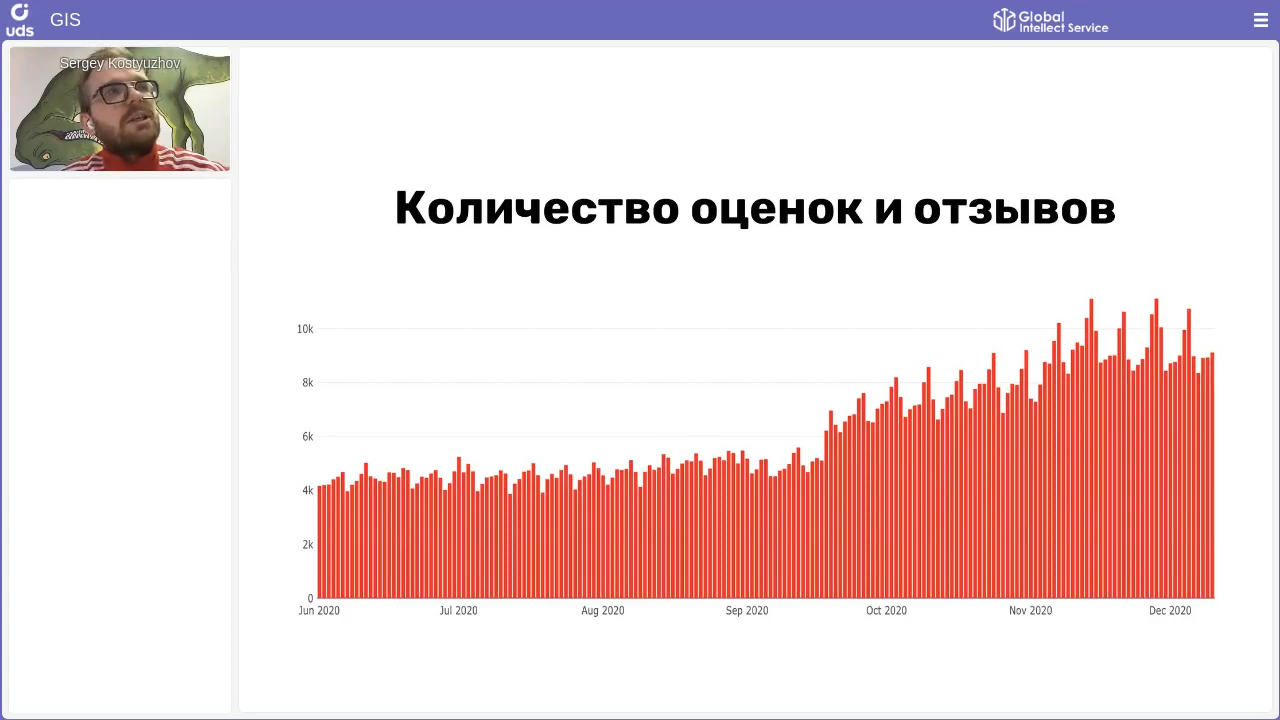 uds
GIS
Global
Intellect Service
Sergey Kostyuzhov
Количество оценок и отзывов
10k
8k
6k
4k
2k
0
Jun 2020
Jul 2020
Aug 2020
Sep 2020
Oct 2020
Nov 2020
Dec 2020